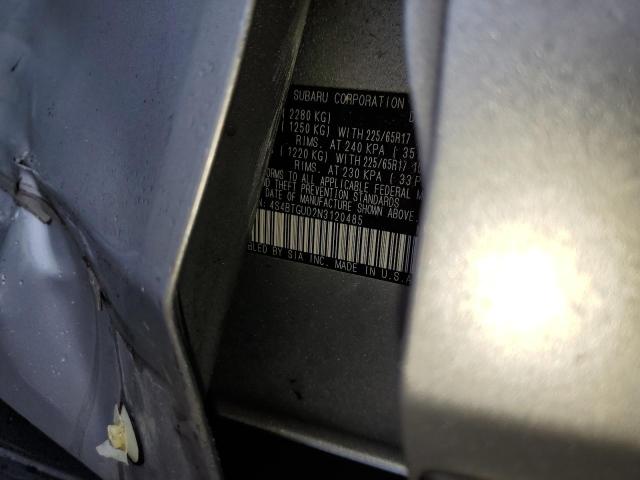 SUBARU CORPORATION D
( 2280 KG)
( 1250 KG) WITH 225/65R17
RIMS. AT 240 KPA ( 35
( 1220 KG) WITH 225/65R17
RIMS. AT 230 KPA ( 33 P
ORMS TO ALL APPLICABLE FEDERAL M
ND THEFT PREVENTION STANDARDS
DATE OF MANUFACTURE SHOWN ABOVE.
N: 4S4BTGUD2N3120485
BLED BY SIA INC. MADE IN U.S.A